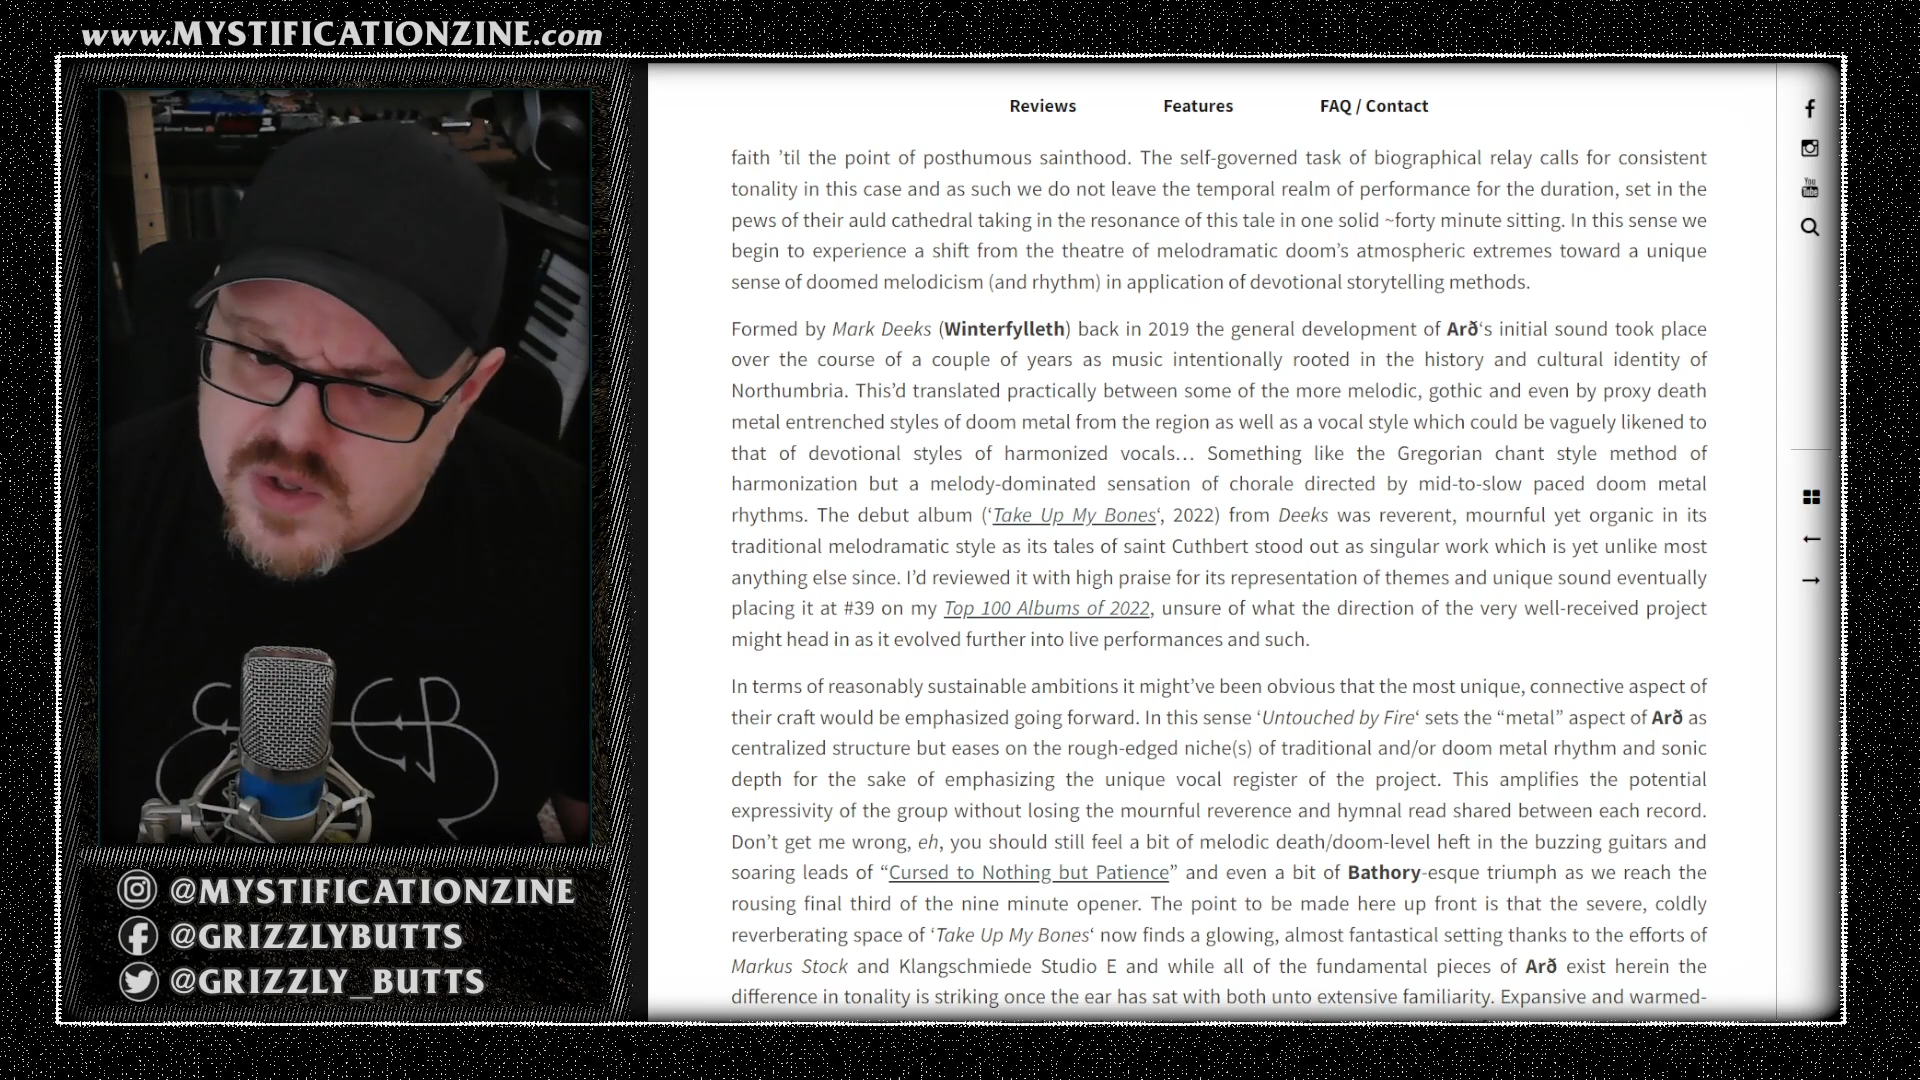 www.MYSTIFICATIONZINE.com
Reviews
Features
FAQ / Contact
faith ’til the point of posthumous sainthood. The self-governed task of biographical relay calls for consistent
tonality in this case and as such we do not leave the temporal realm of performance for the duration, set in the
pews of their auld cathedral taking in the resonance of this tale in one solid ~forty minute sitting. In this sense we
begin to experience a shift from the theatre of melodramatic doom’s atmospheric extremes toward a unique
sense of doomed melodicism (and rhythm) in application of devotional storytelling methods.
Formed by Mark Deeks (Winterfylleth) back in 2019 the general development of Arð‘s initial sound took place
over the course of a couple of years as music intentionally rooted in the history and cultural identity of
Northumbria. This’d translated practically between some of the more melodic, gothic and even by proxy death
metal entrenched styles of doom metal from the region as well as a vocal style which could be vaguely likened to
that of devotional styles of harmonized vocals… Something like the Gregorian chant style method of
harmonization but a melody-dominated sensation of chorale directed by mid-to-slow paced doom metal
rhythms. The debut album (‘Take Up My Bones‘, 2022) from Deeks was reverent, mournful yet organic in its
traditional melodramatic style as its tales of saint Cuthbert stood out as singular work which is yet unlike most
anything else since. I’d reviewed it with high praise for its representation of themes and unique sound eventually
placing it at #39 on my Top 100 Albums of 2022, unsure of what the direction of the very well-received project
might head in as it evolved further into live performances and such.
In terms of reasonably sustainable ambitions it might’ve been obvious that the most unique, connective aspect of
their craft would be emphasized going forward. In this sense ‘Untouched by Fire‘ sets the “metal” aspect of Arð as
centralized structure but eases on the rough-edged niche(s) of traditional and/or doom metal rhythm and sonic
depth for the sake of emphasizing the unique vocal register of the project. This amplifies the potential
expressivity of the group without losing the mournful reverence and hymnal read shared between each record.
Don’t get me wrong, eh, you should still feel a bit of melodic death/doom-level heft in the buzzing guitars and
soaring leads of “Cursed to Nothing but Patience” and even a bit of Bathory-esque triumph as we reach the
rousing final third of the nine minute opener. The point to be made here up front is that the severe, coldly
reverberating space of ‘Take Up My Bones‘ now finds a glowing, almost fantastical setting thanks to the efforts of
Markus Stock and Klangschmiede Studio E and while all of the fundamental pieces of Arð exist herein the
difference in tonality is striking once the ear has sat with both unto extensive familiarity. Expansive and warmed-
You
Tube
@MYSTIFICATIONZINE
@GRIZZLYBUTTS
@GRIZZLY_BUTTS